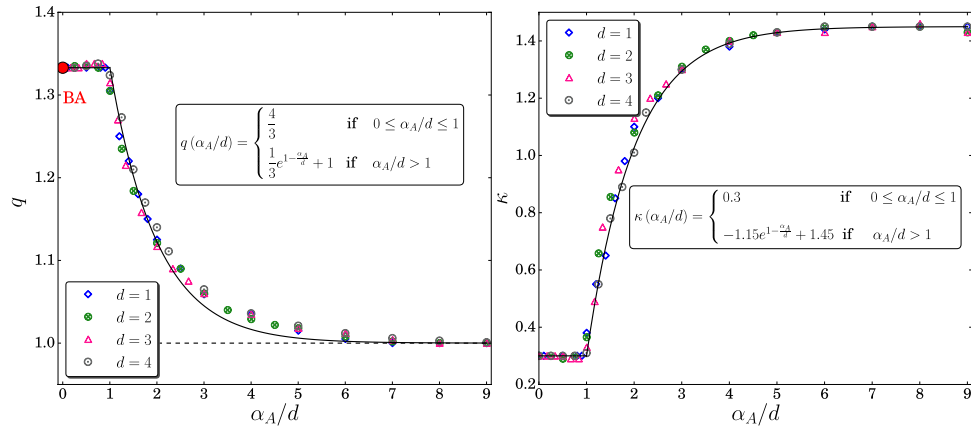 1.4
1.3
1.2
1.1
1.0
q
BA
q (α_A/d) = { 4/3 if 0 ≤ α_A/d ≤ 1
1/3 e^{1−α_A/d} + 1 if α_A/d > 1
d = 1
d = 2
d = 3
d = 4
0 1 2 3 4 5 6 7 8 9
α_A/d
1.4
1.2
1.0
0.8
0.6
0.4
0.2
κ
d = 1
d = 2
d = 3
d = 4
κ (α_A/d) = { 0.3 if 0 ≤ α_A/d ≤ 1
−1.15e^{1−α_A/d} + 1.45 if α_A/d > 1
0 1 2 3 4 5 6 7 8 9
α_A/d